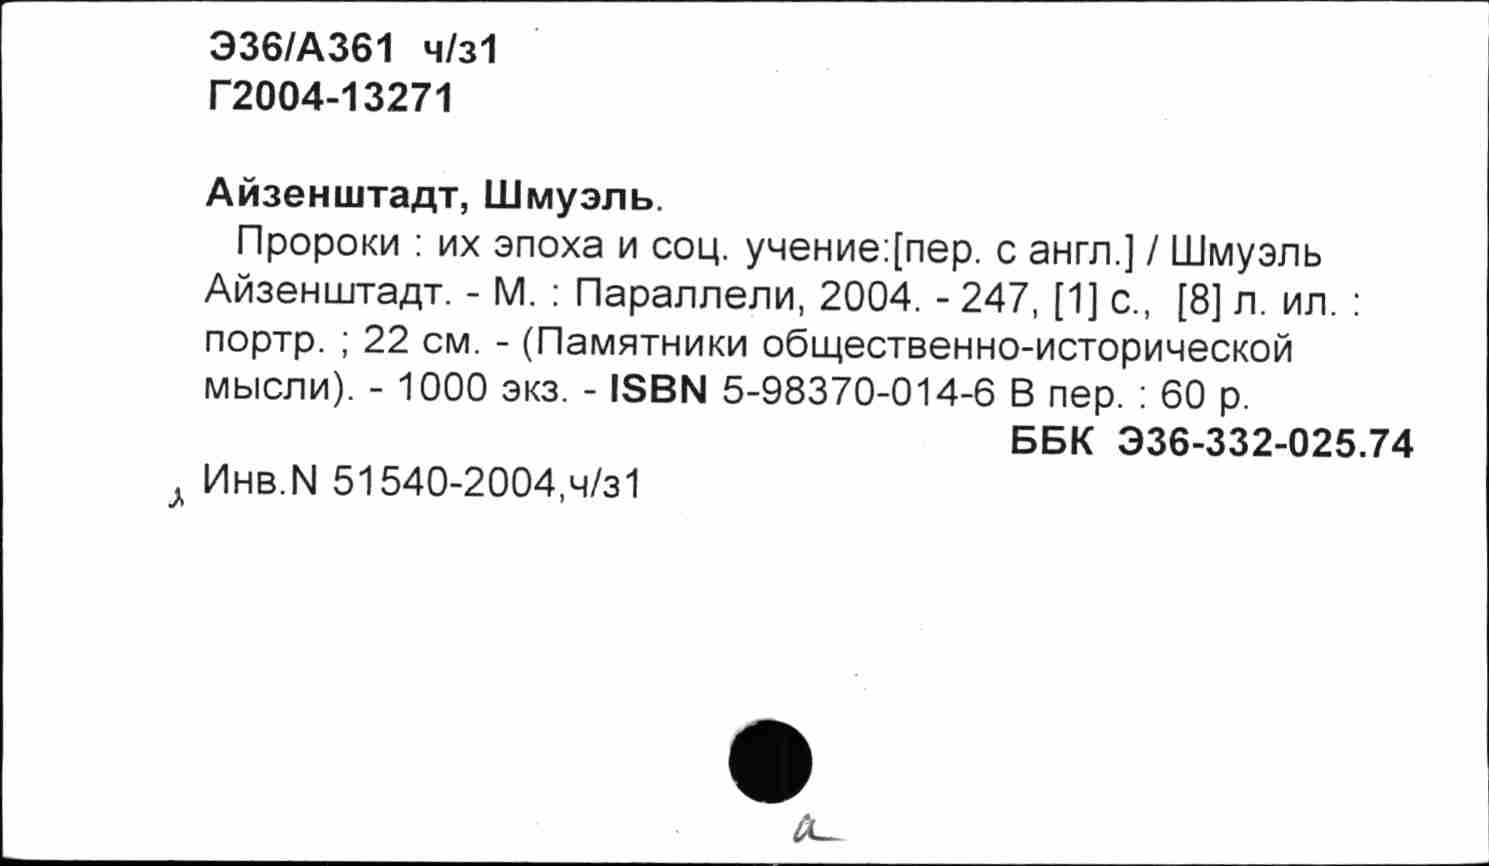 Э36/А361 ч/з1
Г2004-13271
Айзенштадт, Шмуэль.
Пророки : их эпоха и соц. учение:[пер. с англ.] / Шмуэль
Айзенштадт. - М. : Параллели, 2004. - 247, [1] с., [8] л. ил. :
портр. ; 22 см. - (Памятники общественно-исторической
мысли). - 1000 экз. - ISBN 5-98370-014-6 В пер. : 60 р.
ББК Э36-332-025.74
Инв.N 51540-2004,ч/з1
а